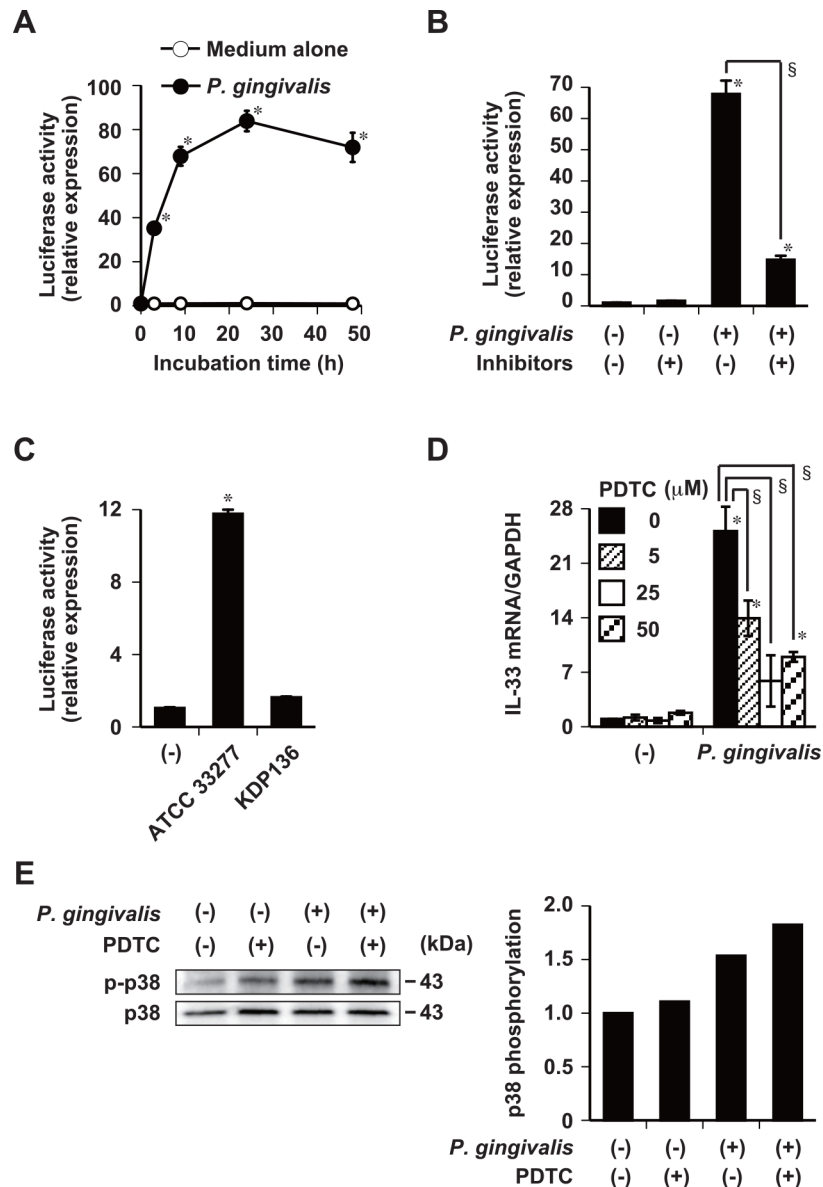 A
Medium alone
P. gingivalis
Luciferase activity
(relative expression)
100
80
60
40
20
0
*
*
*
*
0 10 20 30 40 50
Incubation time (h)
B
Luciferase activity
(relative expression)
70
60
50
40
30
20
10
0
§
*
*
P. gingivalis (-) (-) (+) (+)
Inhibitors (-) (+) (-) (+)
C
Luciferase activity
(relative expression)
12
8
4
0
*
(-)
ATCC 33277
KDP136
D
IL-33 mRNA/GAPDH
28
21
14
7
0
PDTC (μM)
0
5
25
50
§
§
§
*
*
*
(-) P. gingivalis
E
P. gingivalis (-) (-) (+) (+)
PDTC (-) (+) (-) (+) (kDa)
p-p38 - 43
p38 - 43
p38 phosphorylation
2.0
1.5
1.0
0.5
0
P. gingivalis (-) (-) (+) (+)
PDTC (-) (+) (-) (+)